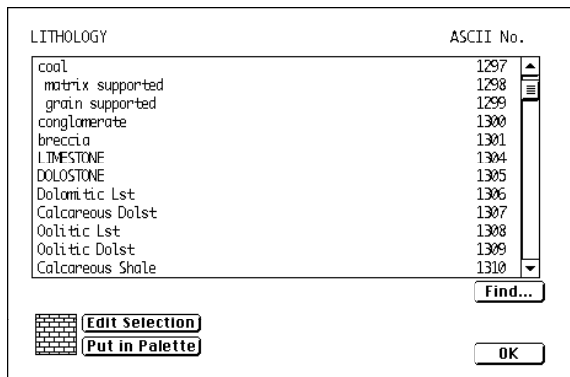 LITHOLOGY ASCII No.
coal 1297
matrix supported 1298
grain supported 1299
conglomerate 1300
breccia 1301
LIMESTONE 1304
DOLOSTONE 1305
Dolomitic Lst 1306
Calcareous Dolst 1307
Oolitic Lst 1308
Oolitic Dolst 1309
Calcareous Shale 1310
Find...
Edit Selection
Put in Palette
OK